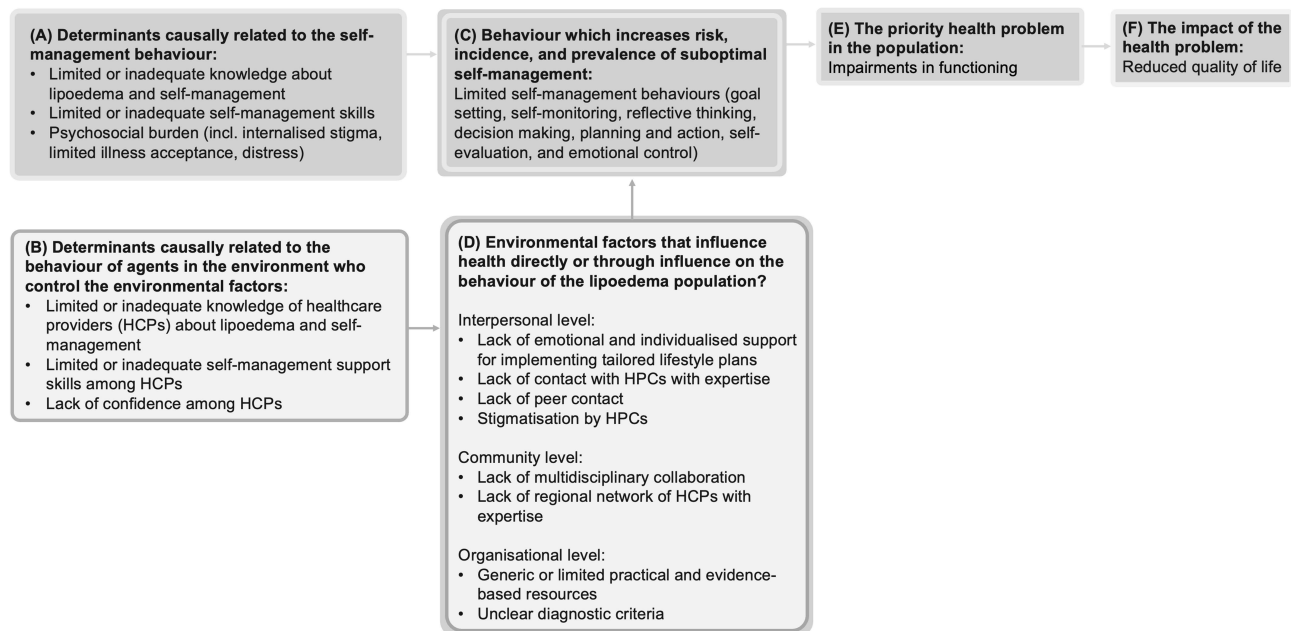 (A) Determinants causally related to the self-
management behaviour:
• Limited or inadequate knowledge about
lipoedema and self-management
• Limited or inadequate self-management skills
• Psychosocial burden (incl. internalised stigma,
limited illness acceptance, distress)
(C) Behaviour which increases risk,
incidence, and prevalence of suboptimal
self-management:
Limited self-management behaviours (goal
setting, self-monitoring, reflective thinking,
decision making, planning and action, self-
evaluation, and emotional control)
(E) The priority health problem
in the population:
Impairments in functioning
(F) The impact of the
health problem:
Reduced quality of life
(B) Determinants causally related to the
behaviour of agents in the environment who
control the environmental factors:
• Limited or inadequate knowledge of healthcare
providers (HCPs) about lipoedema and self-
management
• Limited or inadequate self-management support
skills among HCPs
• Lack of confidence among HCPs
(D) Environmental factors that influence
health directly or through influence on the
behaviour of the lipoedema population?
Interpersonal level:
• Lack of emotional and individualised support
for implementing tailored lifestyle plans
• Lack of contact with HPCs with expertise
• Lack of peer contact
• Stigmatisation by HPCs
Community level:
• Lack of multidisciplinary collaboration
• Lack of regional network of HCPs with
expertise
Organisational level:
• Generic or limited practical and evidence-
based resources
• Unclear diagnostic criteria